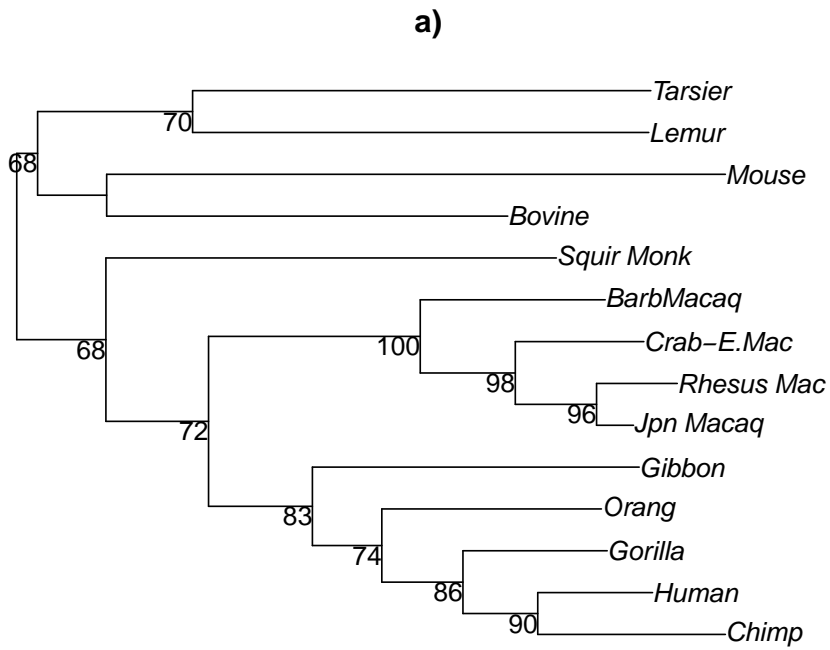 a)
Tarsier
70
Lemur
68
Mouse
Bovine
Squir Monk
BarbMacaq
68
100
Crab−E.Mac
98
Rhesus Mac
96
Jpn Macaq
72
Gibbon
83
Orang
74
Gorilla
86
Human
90
Chimp